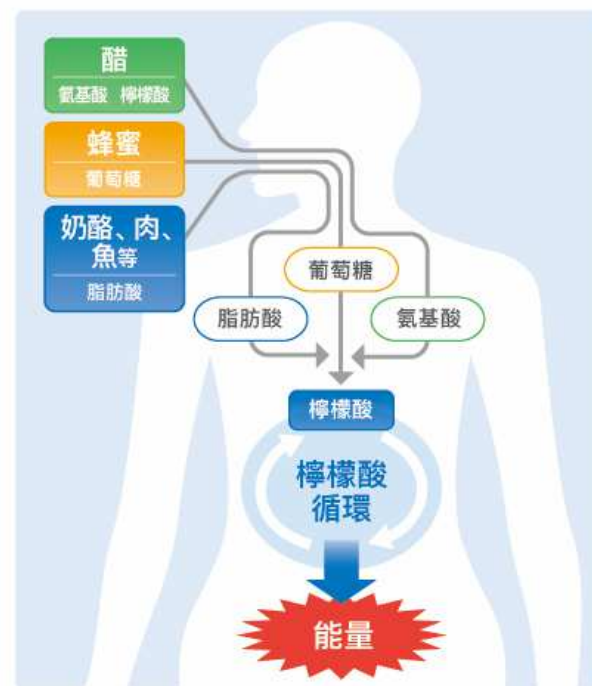 醋
氨基酸 檸檬酸
蜂蜜
葡萄糖
奶酪、肉、
魚等
脂肪酸
葡萄糖
脂肪酸
氨基酸
檸檬酸
檸檬酸
循環
能量